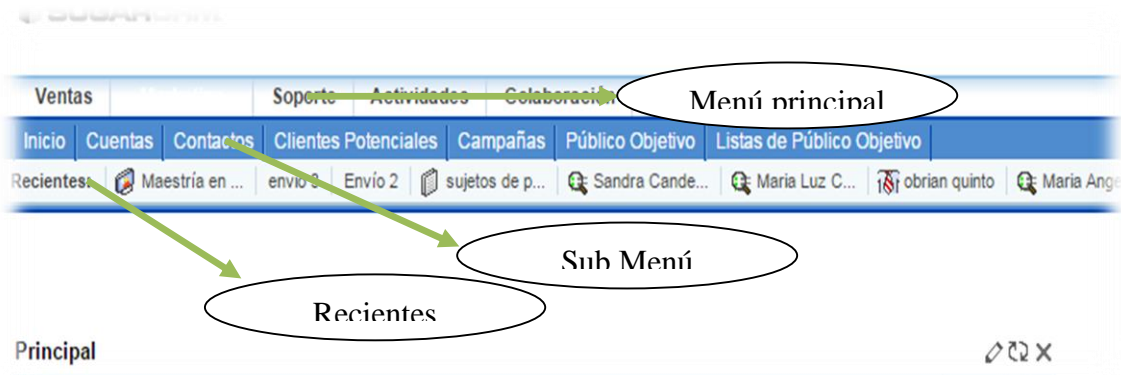 SUGARCRM
Ventas Soporte Actividades Colaboración Menú principal
Inicio Cuentas Contactos Clientes Potenciales Campañas Público Objetivo Listas de Público Objetivo
Recientes: Maestría en ... envio 3 Envío 2 sujetos de p... Sandra Cande... Maria Luz C... obrian quinto Maria Ange
Sub Menú
Recientes
Principal